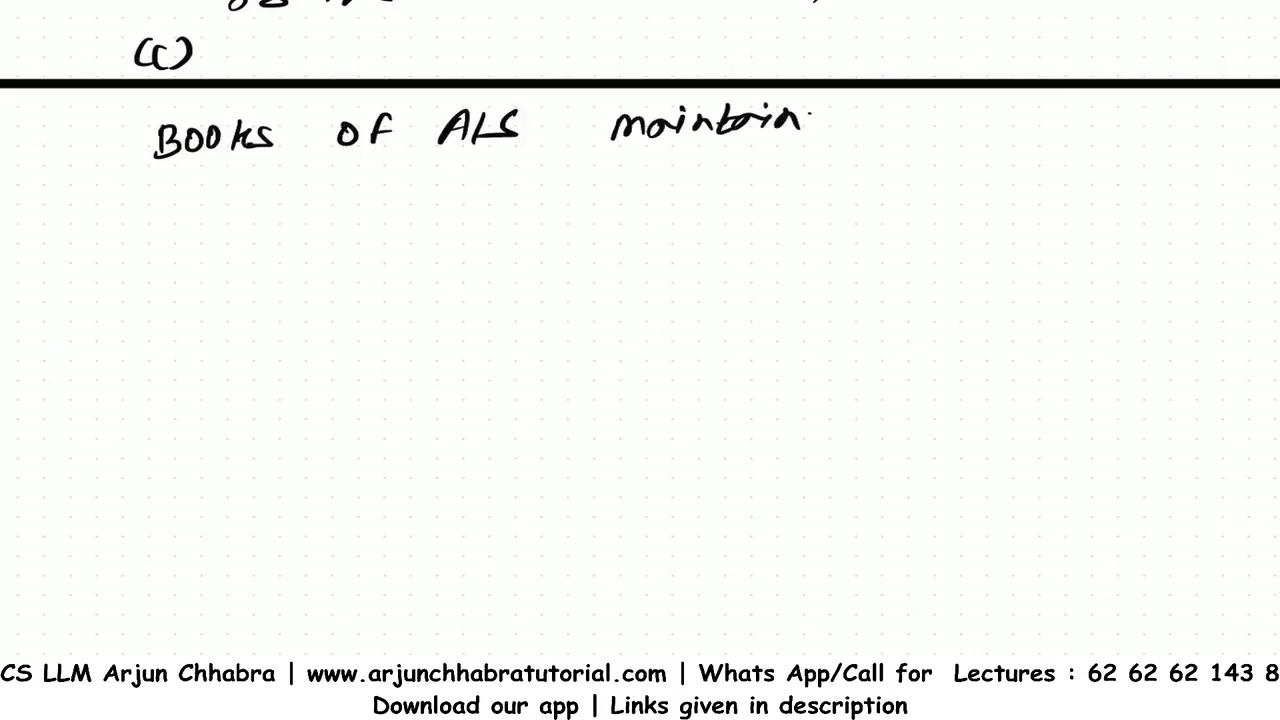 (c)
Books of A/S maintain
CS LLM Arjun Chhabra | www.arjunchhabratutorial.com | Whats App/Call for Lectures : 62 62 62 143 8
Download our app | Links given in description